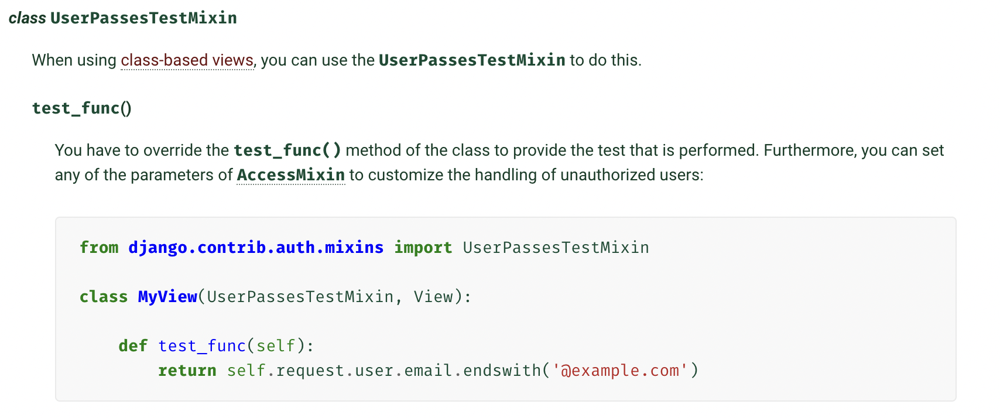 class UserPassesTestMixin
When using class-based views, you can use the UserPassesTestMixin to do this.
test_func()
You have to override the test_func() method of the class to provide the test that is performed. Furthermore, you can set
any of the parameters of AccessMixin to customize the handling of unauthorized users:
from django.contrib.auth.mixins import UserPassesTestMixin
class MyView(UserPassesTestMixin, View):
    def test_func(self):
        return self.request.user.email.endswith('@example.com')